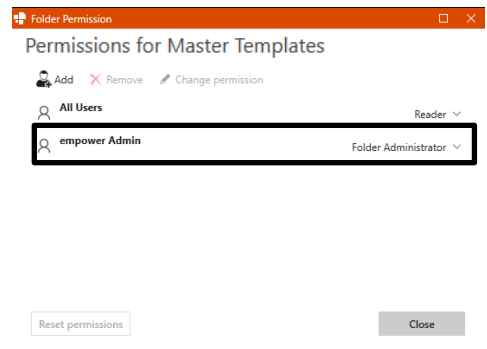 Folder Permission
Permissions for Master Templates
Add Remove Change permission
All Users
Reader
empower Admin
Folder Administrator
Reset permissions Close